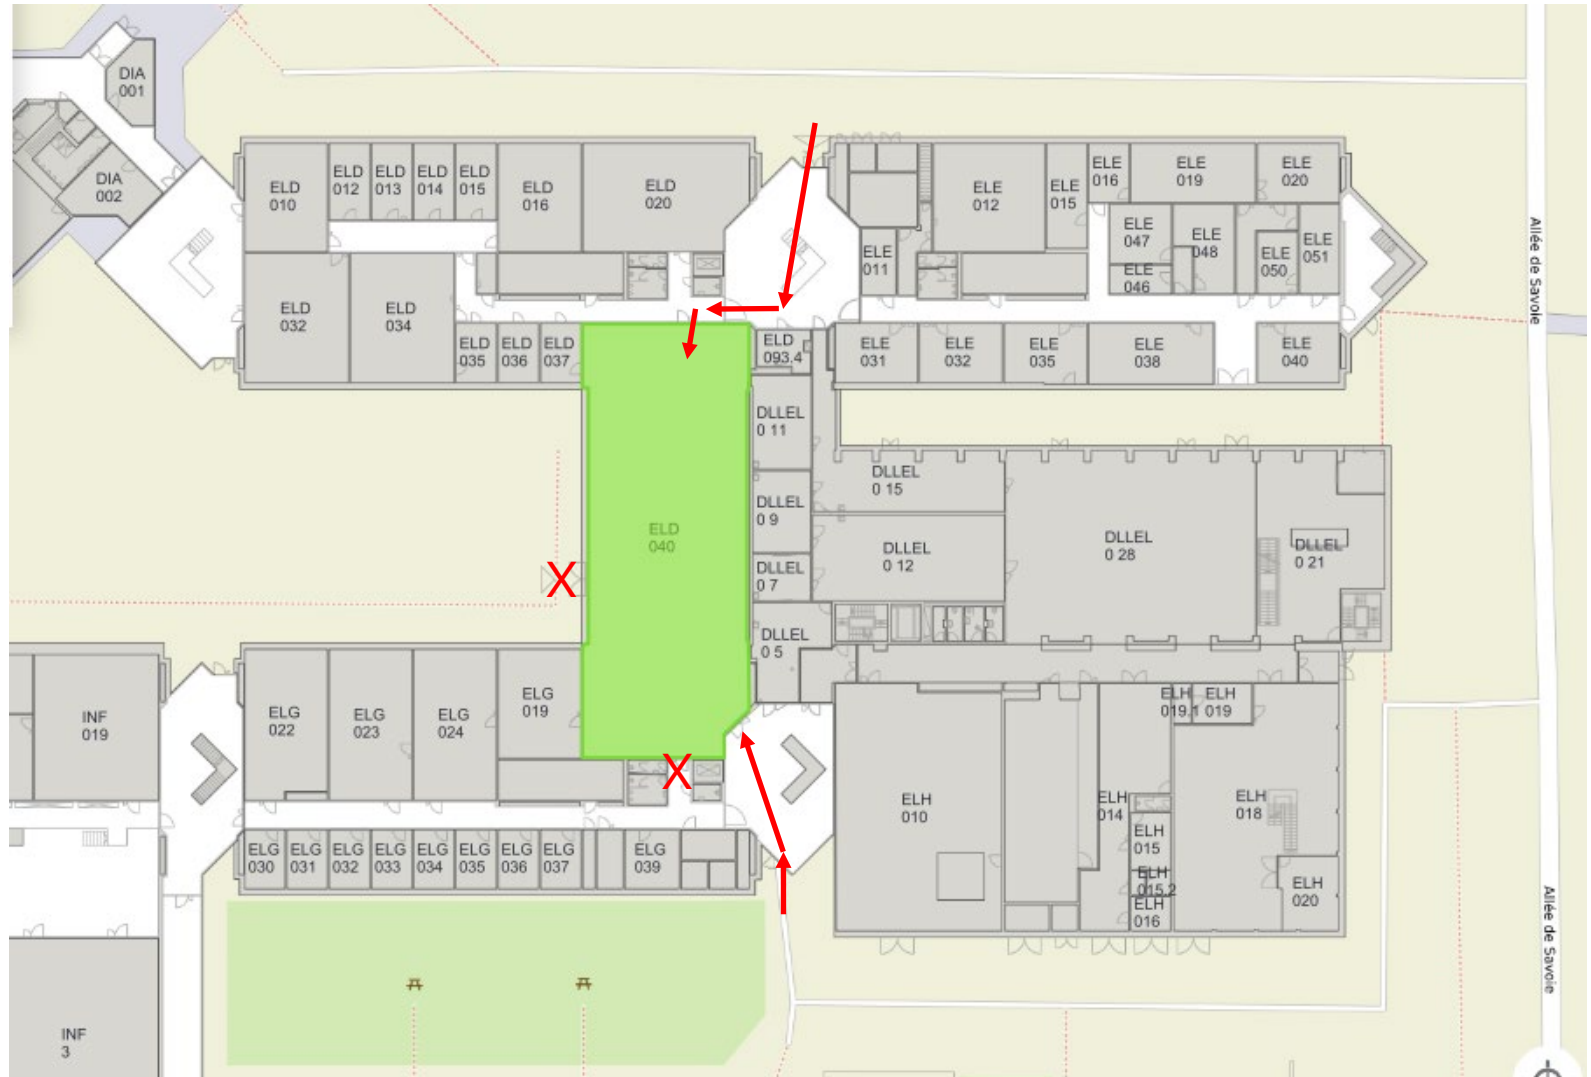 DIA
001
DIA
002
ELD
010
ELD
012
ELD
013
ELD
014
ELD
015
ELD
016
ELD
020
ELE
011
ELE
012
ELE
015
ELE
016
ELE
019
ELE
020
ELE
047
ELE
046
ELE
048
ELE
050
ELE
051
Allée de Savoie
ELD
032
ELD
034
ELD
035
ELD
036
ELD
037
ELD
093.4
ELE
031
ELE
032
ELE
035
ELE
038
ELE
040
DLLEL
0 11
DLLEL
0 15
DLLEL
0 9
ELD
040
DLLEL
0 12
DLLEL
0 28
DLLEL
0 21
DLLEL
0 7
X
DLLEL
0 5
INF
019
ELG
022
ELG
023
ELG
024
ELG
019
X
ELH
019.1
ELH
019
ELH
010
ELH
014
ELH
018
ELH
015
ELH
015.2
ELH
016
ELH
020
ELG
030
ELG
031
ELG
032
ELG
033
ELG
034
ELG
035
ELG
036
ELG
037
ELG
039
Allée de Savoie
INF
3